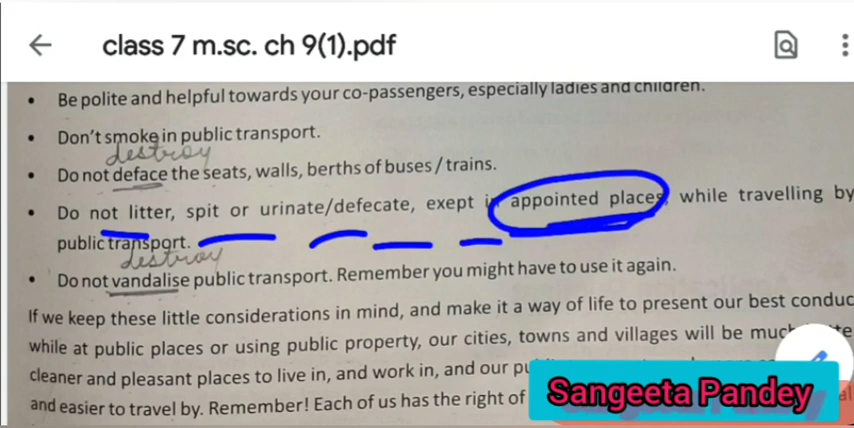 class 7 m.sc. ch 9(1).pdf
• Be polite and helpful towards your co-passengers, especially ladies and children.
• Don't smoke in public transport.
destroy
• Do not deface the seats, walls, berths of buses / trains.
• Do not litter, spit or urinate/defecate, exept in appointed places, while travelling by
public transport.
destroy
• Do not vandalise public transport. Remember you might have to use it again.
If we keep these little considerations in mind, and make it a way of life to present our best conduc
while at public places or using public property, our cities, towns and villages will be much
cleaner and pleasant places to live in, and work in, and our
and easier to travel by. Remember! Each of us has the right of
Sangeeta Pandey